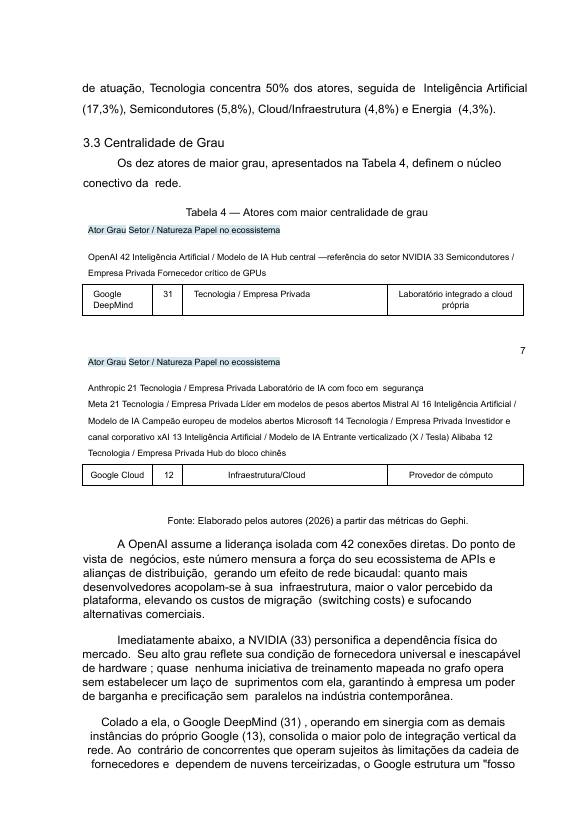 de atuação, Tecnologia concentra 50% dos atores, seguida de Inteligência Artificial
(17,3%), Semicondutores (5,8%), Cloud/Infraestrutura (4,8%) e Energia (4,3%).
3.3 Centralidade de Grau
Os dez atores de maior grau, apresentados na Tabela 4, definem o núcleo
conectivo da rede.
Tabela 4 — Atores com maior centralidade de grau
Ator Grau Setor / Natureza Papel no ecossistema
OpenAI 42 Inteligência Artificial / Modelo de IA Hub central —referência do setor NVIDIA 33 Semicondutores /
Empresa Privada Fornecedor crítico de GPUs
Google DeepMind 31 Tecnologia / Empresa Privada Laboratório integrado a cloud própria
7
Ator Grau Setor / Natureza Papel no ecossistema
Anthropic 21 Tecnologia / Empresa Privada Laboratório de IA com foco em segurança
Meta 21 Tecnologia / Empresa Privada Líder em modelos de pesos abertos Mistral AI 16 Inteligência Artificial /
Modelo de IA Campeão europeu de modelos abertos Microsoft 14 Tecnologia / Empresa Privada Investidor e
canal corporativo xAI 13 Inteligência Artificial / Modelo de IA Entrante verticalizado (X / Tesla) Alibaba 12
Tecnologia / Empresa Privada Hub do bloco chinês
Google Cloud 12 Infraestrutura/Cloud Provedor de cómputo
Fonte: Elaborado pelos autores (2026) a partir das métricas do Gephi.
A OpenAI assume a liderança isolada com 42 conexões diretas. Do ponto de
vista de negócios, este número mensura a força do seu ecossistema de APIs e
alianças de distribuição, gerando um efeito de rede bicaudal: quanto mais
desenvolvedores acopolam-se à sua infraestrutura, maior o valor percebido da
plataforma, elevando os custos de migração (switching costs) e sufocando
alternativas comerciais.
Imediatamente abaixo, a NVIDIA (33) personifica a dependência física do
mercado. Seu alto grau reflete sua condição de fornecedora universal e inescapável
de hardware ; quase nenhuma iniciativa de treinamento mapeada no grafo opera
sem estabelecer um laço de suprimentos com ela, garantindo à empresa um poder
de barganha e precificação sem paralelos na indústria contemporânea.
Colado a ela, o Google DeepMind (31) , operando em sinergia com as demais
instâncias do próprio Google (13), consolida o maior polo de integração vertical da
rede. Ao contrário de concorrentes que operam sujeitos às limitações da cadeia de
fornecedores e dependem de nuvens terceirizadas, o Google estrutura um "fosso